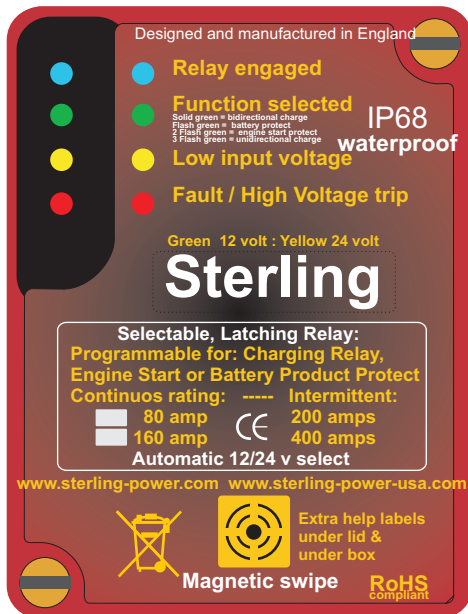 Designed and manufactured in England
Relay engaged
Function selected
Solid green = bidirectional charge
Flash green = battery protect
2 Flash green = engine start protect
3 Flash green = unidirectional charge
IP68
waterproof
Low input voltage
Fault / High Voltage trip
Green 12 volt : Yellow 24 volt
Sterling
Selectable, Latching Relay:
Programmable for: Charging Relay,
Engine Start or Battery Product Protect
Continuos rating: ----- Intermittent:
80 amp CE 200 amps
160 amp 400 amps
Automatic 12/24 v select
www.sterling-power.com www.sterling-power-usa.com
Extra help labels
under lid &
under box
Magnetic swipe
RoHS
compliant